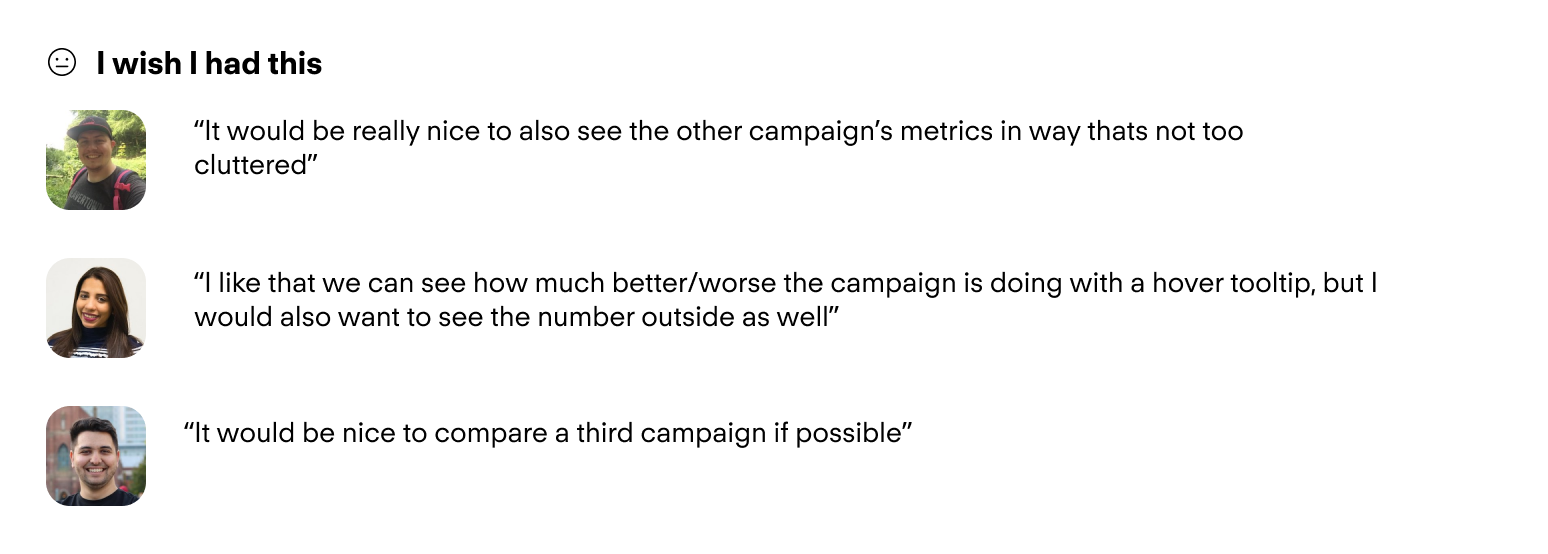 I wish I had this
“It would be really nice to also see the other campaign’s metrics in way thats not too
cluttered”
“I like that we can see how much better/worse the campaign is doing with a hover tooltip, but I
would also want to see the number outside as well”
“It would be nice to compare a third campaign if possible”